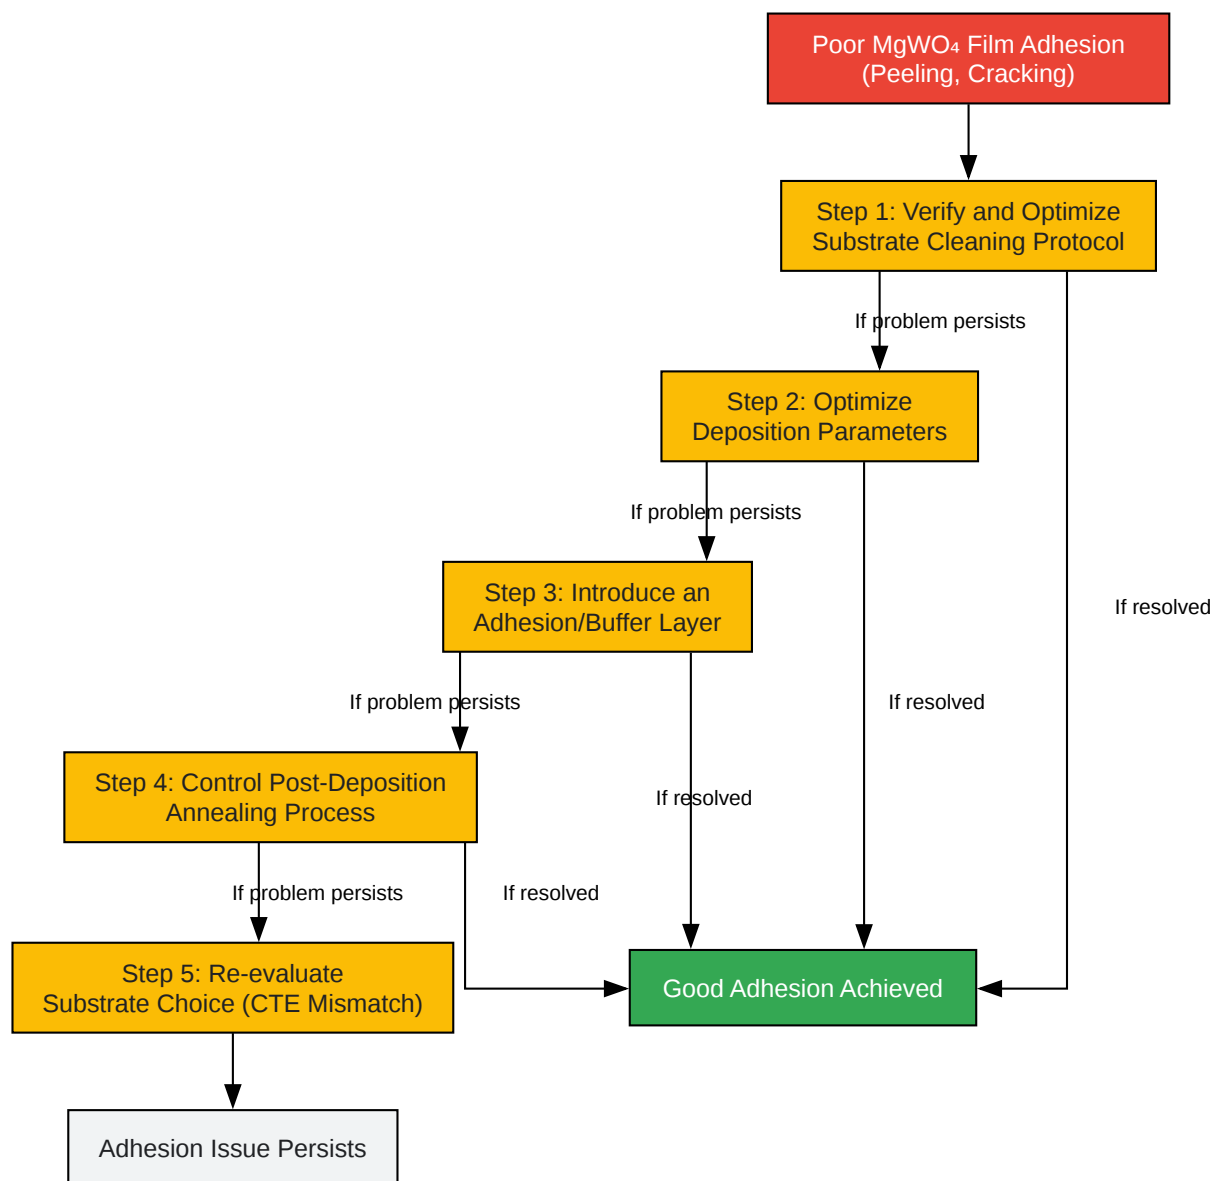 Poor MgWO₄ Film Adhesion
(Peeling, Cracking)
Step 1: Verify and Optimize
Substrate Cleaning Protocol
If problem persists
Step 2: Optimize
Deposition Parameters
If problem persists
Step 3: Introduce an
Adhesion/Buffer Layer
If resolved
If problem persists
If resolved
Step 4: Control Post-Deposition
Annealing Process
If resolved
If problem persists
If resolved
Step 5: Re-evaluate
Substrate Choice (CTE Mismatch)
Good Adhesion Achieved
Adhesion Issue Persists